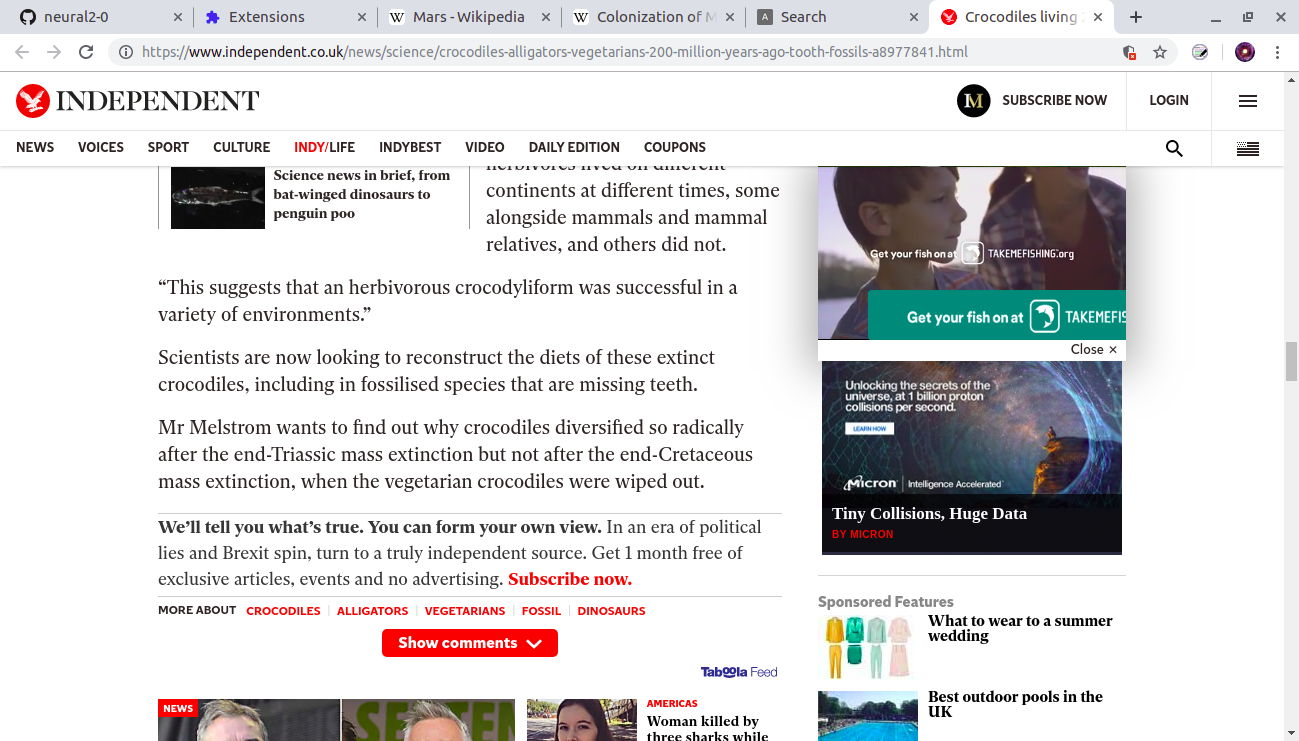 neural2-0
Extensions
Mars - Wikipedia
Colonization of M
Search
Crocodiles living 2
https://www.independent.co.uk/news/science/crocodiles-alligators-vegetarians-200-million-years-ago-tooth-fossils-a8977841.html
INDEPENDENT
SUBSCRIBE NOW
LOGIN
NEWS
VOICES
SPORT
CULTURE
INDY/LIFE
INDYBEST
VIDEO
DAILY EDITION
COUPONS
Science news in brief, from
bat-winged dinosaurs to
penguin poo
herbivores lived on different
continents at different times, some
alongside mammals and mammal
relatives, and others did not.
“This suggests that an herbivorous crocodyliform was successful in a
variety of environments.”
Scientists are now looking to reconstruct the diets of these extinct
crocodiles, including in fossilised species that are missing teeth.
Mr Melstrom wants to find out why crocodiles diversified so radically
after the end-Triassic mass extinction but not after the end-Cretaceous
mass extinction, when the vegetarian crocodiles were wiped out.
We’ll tell you what’s true. You can form your own view. In an era of political
lies and Brexit spin, turn to a truly independent source. Get 1 month free of
exclusive articles, events and no advertising. Subscribe now.
MORE ABOUT CROCODILES | ALLIGATORS | VEGETARIANS | FOSSIL | DINOSAURS
Show comments
Taboola Feed
NEWS
AMERICAS
Woman killed by
three sharks while
Get your fish on at TAKEMEFISHING.org
Get your fish on at TAKEMEFIS
Close ×
Unlocking the secrets of the
universe, at 1 billion proton
collisions per second.
LEARN HOW
Micron | Intelligence Accelerated
Tiny Collisions, Huge Data
BY MICRON
Sponsored Features
What to wear to a summer
wedding
Best outdoor pools in the
UK